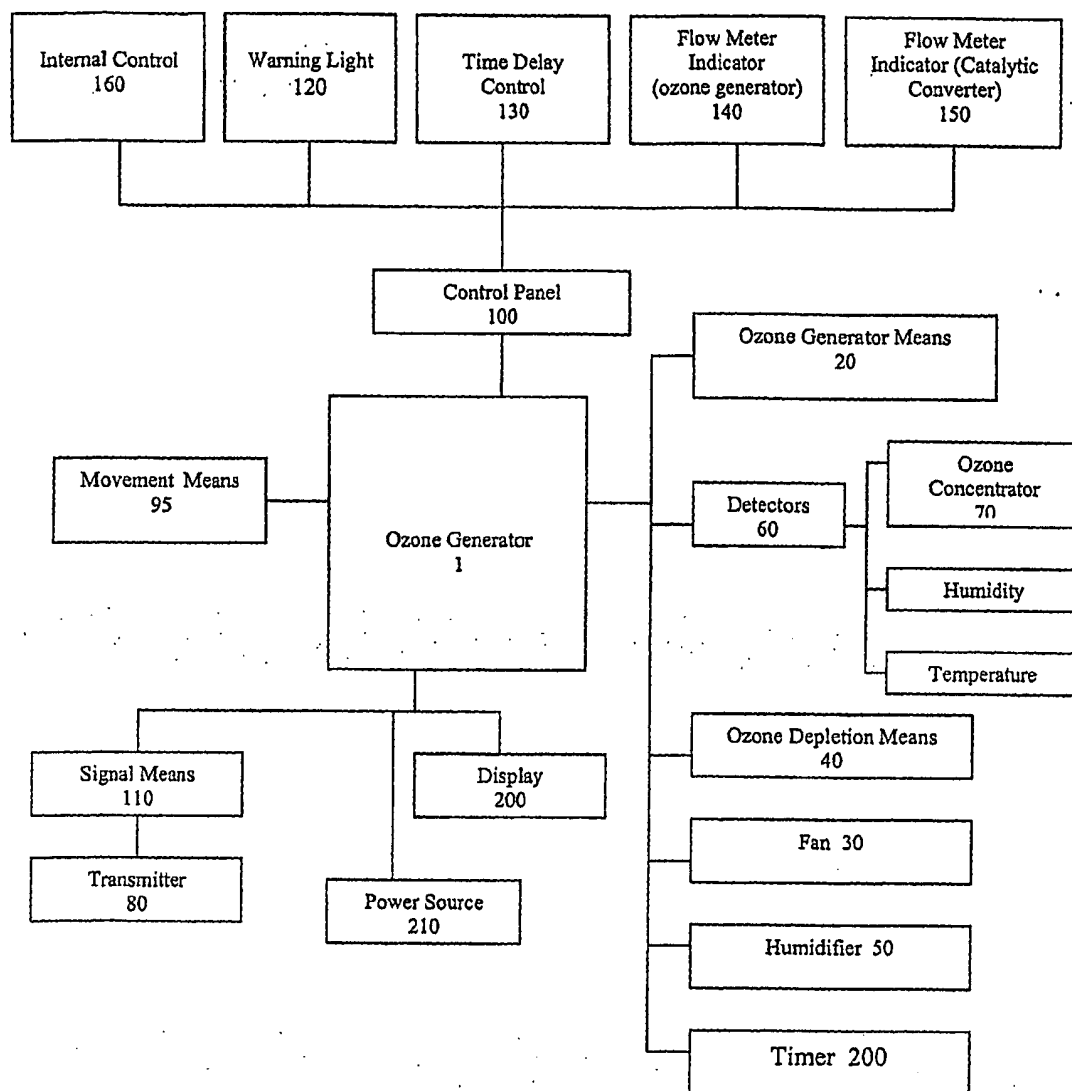 Internal Control
160
Warning Light
120
Time Delay
Control
130
Flow Meter
Indicator
(ozone generator)
140
Flow Meter
Indicator (Catalytic
Converter)
150
Control Panel
100
Ozone Generator Means
20
Movement Means
95
Ozone Generator
1
Detectors
60
Ozone
Concentrator
70
Humidity
Temperature
Signal Means
110
Display
200
Ozone Depletion Means
40
Transmitter
80
Power Source
210
Fan 30
Humidifier 50
Timer 200